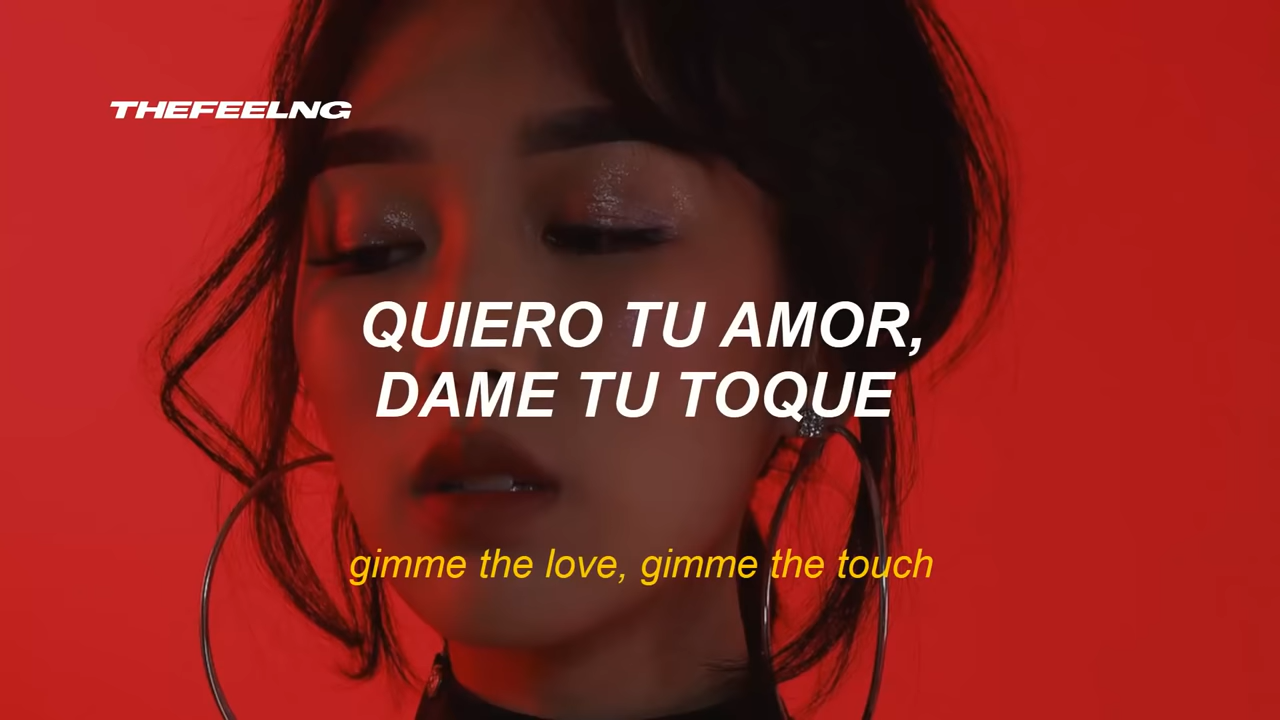 THEFEELNG
QUIERO TU AMOR,
DAME TU TOQUE
gimme the love, gimme the touch